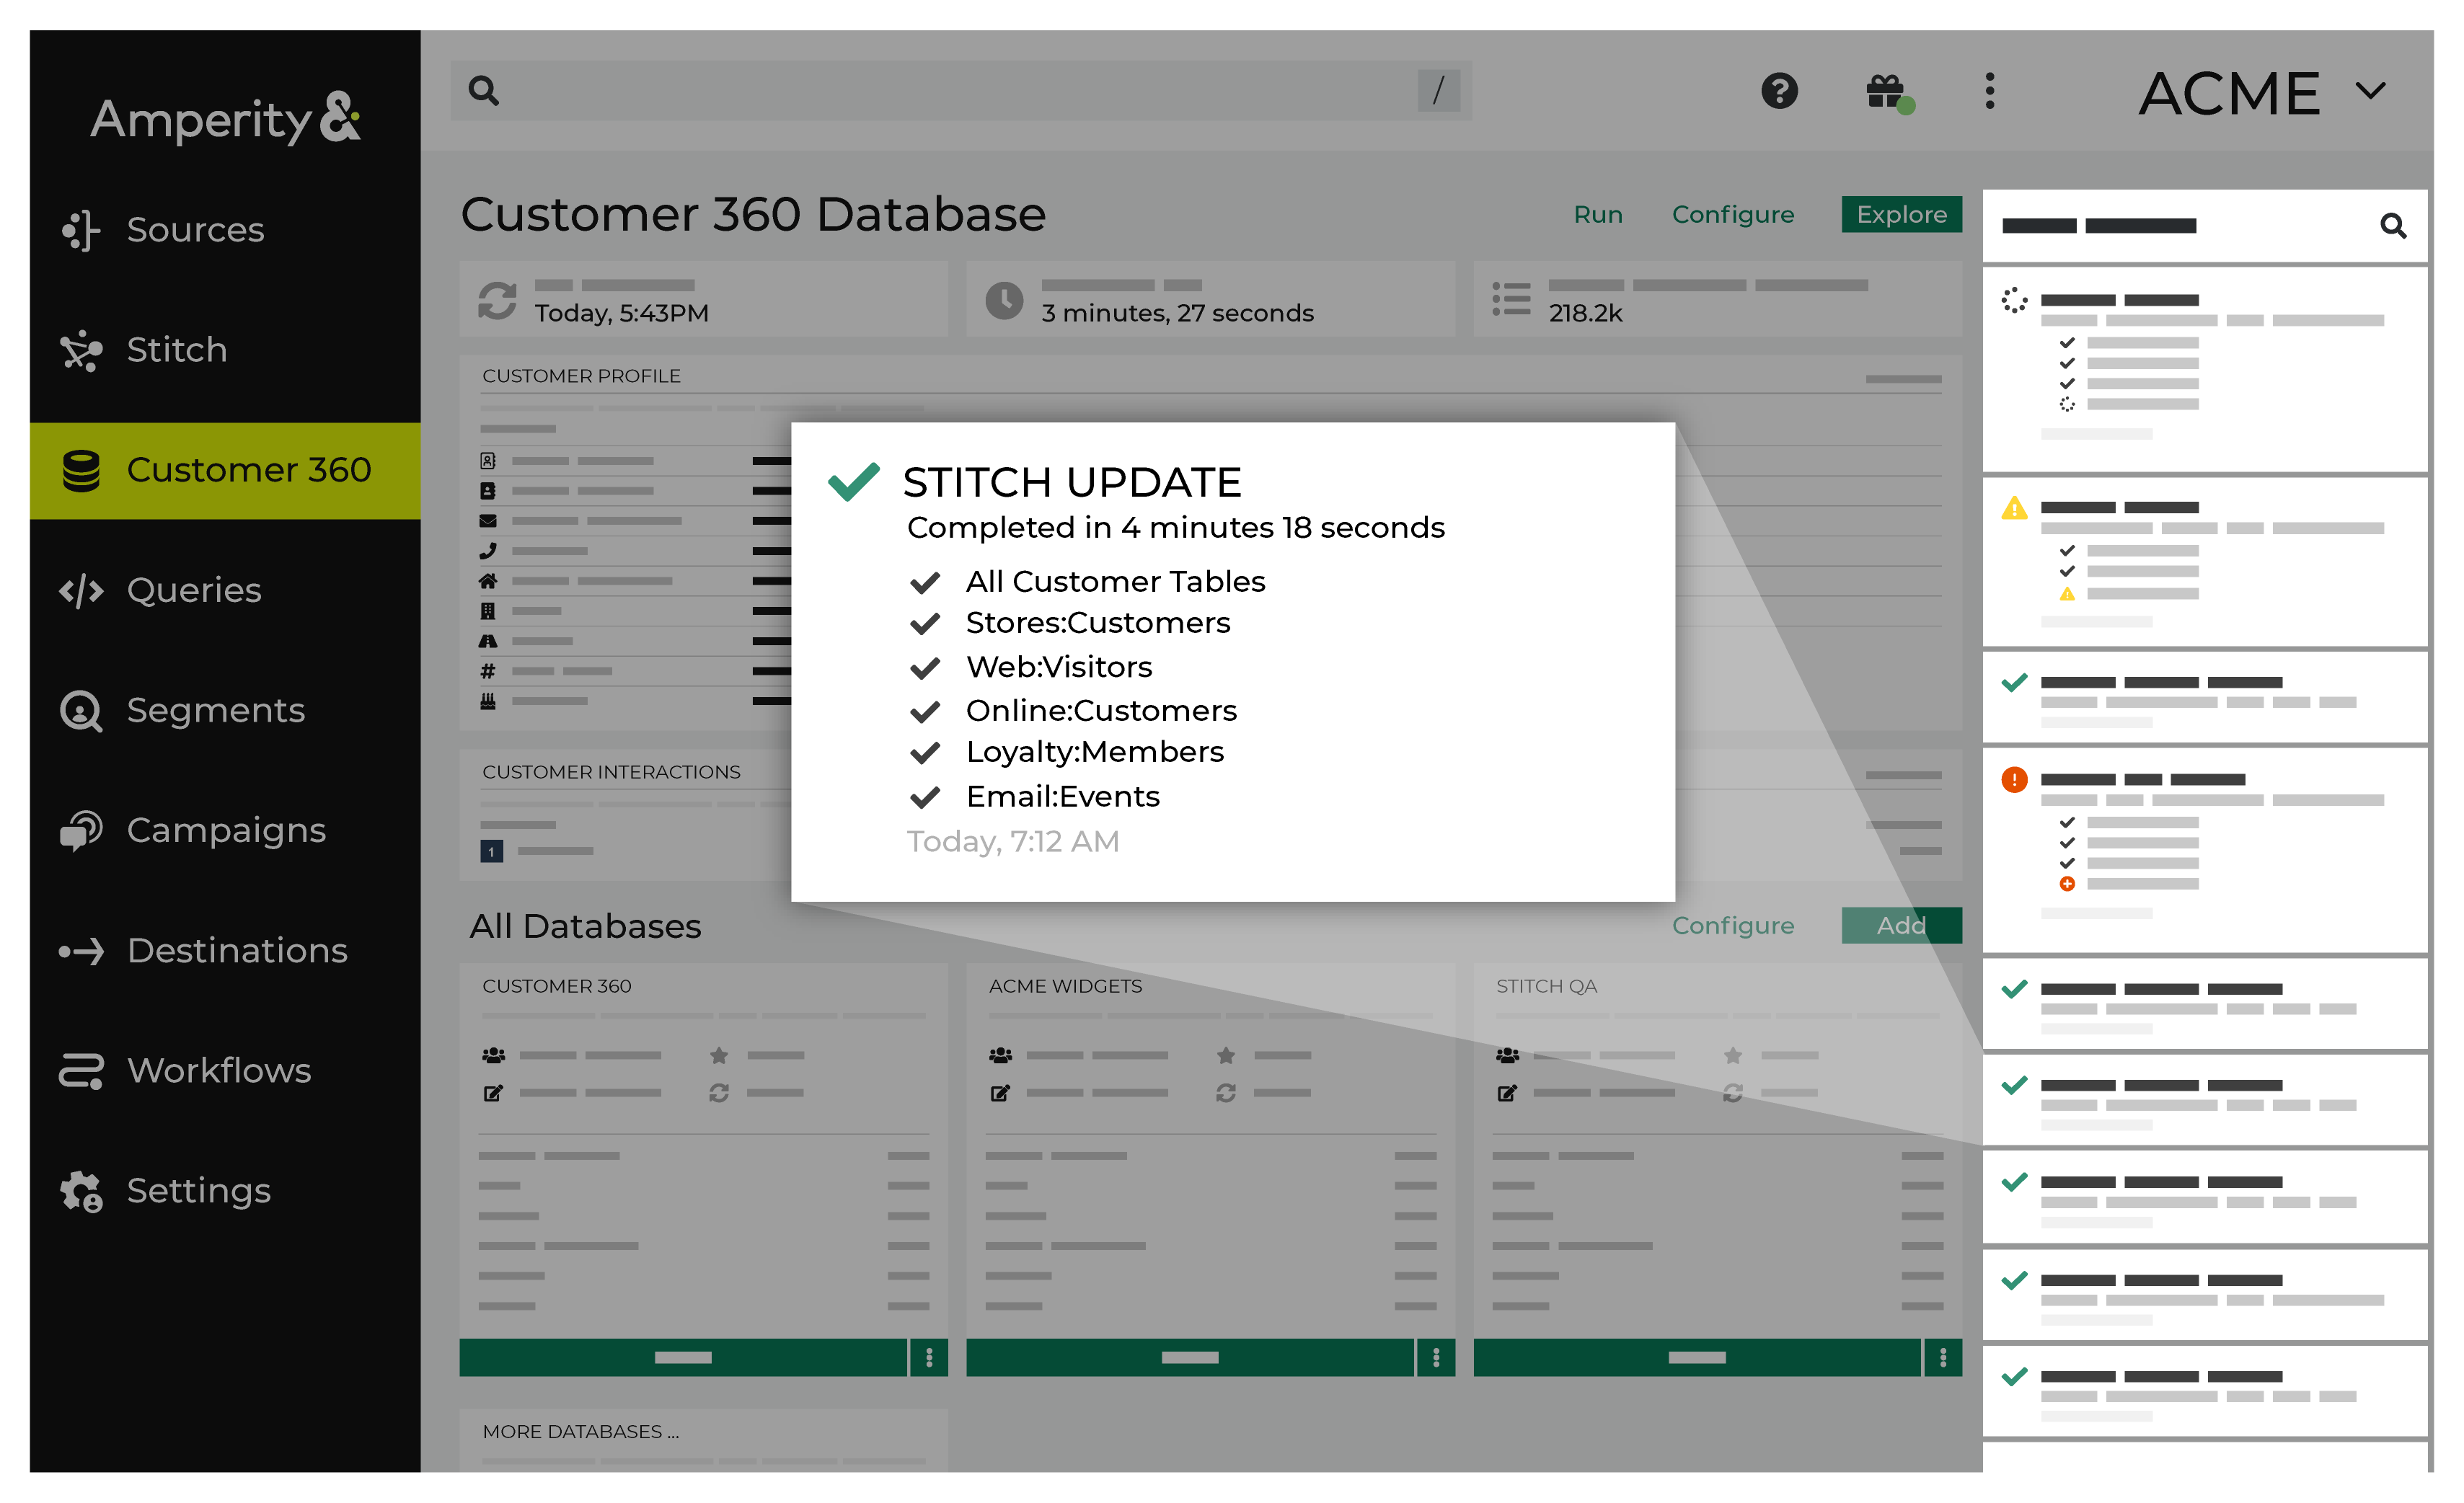 Amperity
Sources
Stitch
Customer 360
Queries
Segments
Campaigns
Destinations
Workflows
Settings
/
ACME
Customer 360 Database
Run
Configure
Explore
Today, 5:43PM
3 minutes, 27 seconds
218.2k
CUSTOMER PROFILE
STITCH UPDATE
Completed in 4 minutes 18 seconds
All Customer Tables
Stores:Customers
Web:Visitors
Online:Customers
Loyalty:Members
Email:Events
Today, 7:12 AM
CUSTOMER INTERACTIONS
1
All Databases
Configure
Add
CUSTOMER 360
ACME WIDGETS
STITCH QA
MORE DATABASES ...